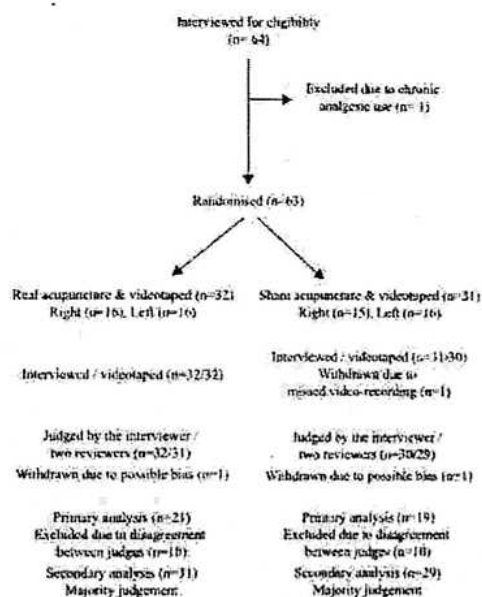 Interviewed for eligibility
(n= 64)
Excluded due to chronic
analgesic use (n= 1)
Randomised (n=63)
Real acupuncture & videotaped (n=32)
Right (n=16), Left (n=16)
Sham acupuncture & videotaped (n=31)
Right (n=15), Left (n=16)
Interviewed / videotaped (n=32/32)
Interviewed / videotaped (n=31/30)
Withdrawn due to
missed video-recording (n=1)
Judged by the interviewer /
two reviewers (n=32/31)
Withdrawn due to possible bias (n=1)
Judged by the interviewer /
two reviewers (n=30/29)
Withdrawn due to possible bias (n=1)
Primary analysis (n=21)
Excluded due to disagreement
between judges (n=10)
Secondary analysis (n=31)
Majority judgement
Primary analysis (n=19)
Excluded due to disagreement
between judges (n=10)
Secondary analysis (n=29)
Majority judgement